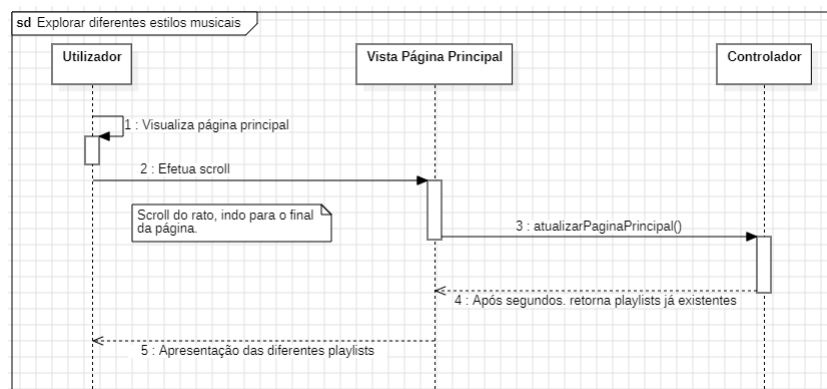 sd Explorar diferentes estilos musicais
Utilizador
Vista Página Principal
Controlador
1 : Visualiza página principal
2 : Efetua scroll
Scroll do rato, indo para o final
da página.
3 : atualizarPaginaPrincipal()
4 : Após segundos. retorna playlists já existentes
5 : Apresentação das diferentes playlists